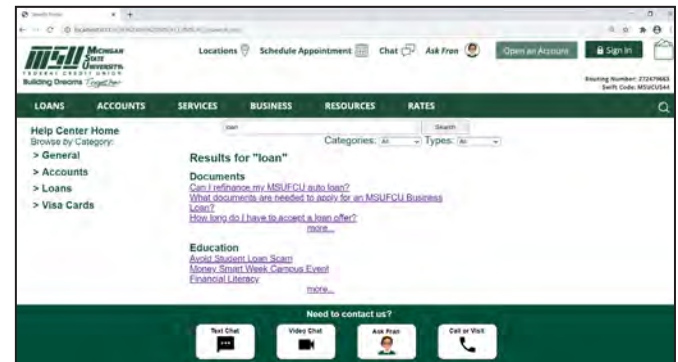 Search Portal
MSU MICHIGAN STATE UNIVERSITY
FEDERAL CREDIT UNION
Building Dreams Together
Locations Schedule Appointment Chat Ask Fran Open an Account Sign In
Routing Number: 272479663
Swift Code: MSUCUS44
LOANS ACCOUNTS SERVICES BUSINESS RESOURCES RATES
Help Center Home
Browse by Category:
> General
> Accounts
> Loans
> Visa Cards
loan Search
Categories: All Types: All
Results for "loan"
Documents
Can I refinance my MSUFCU auto loan?
What documents are needed to apply for an MSUFCU Business
Loan?
How long do I have to accept a loan offer?
more...
Education
Avoid Student Loan Scam
Money Smart Week Campus Event
Financial Literacy
more...
Need to contact us?
Text Chat Video Chat Ask Fran Call or Visit